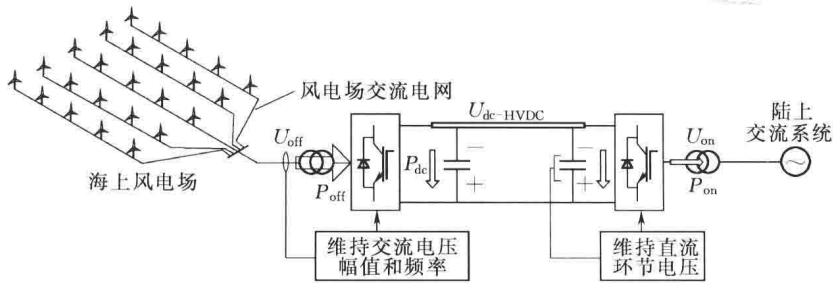 风电场交流电网
海上风电场
U_off
P_off
U_dc-HVDC
P_dc
−
+
−
+
U_on
P_on
陆上
交流系统
~
维持交流电压
幅值和频率
维持直流
环节电压